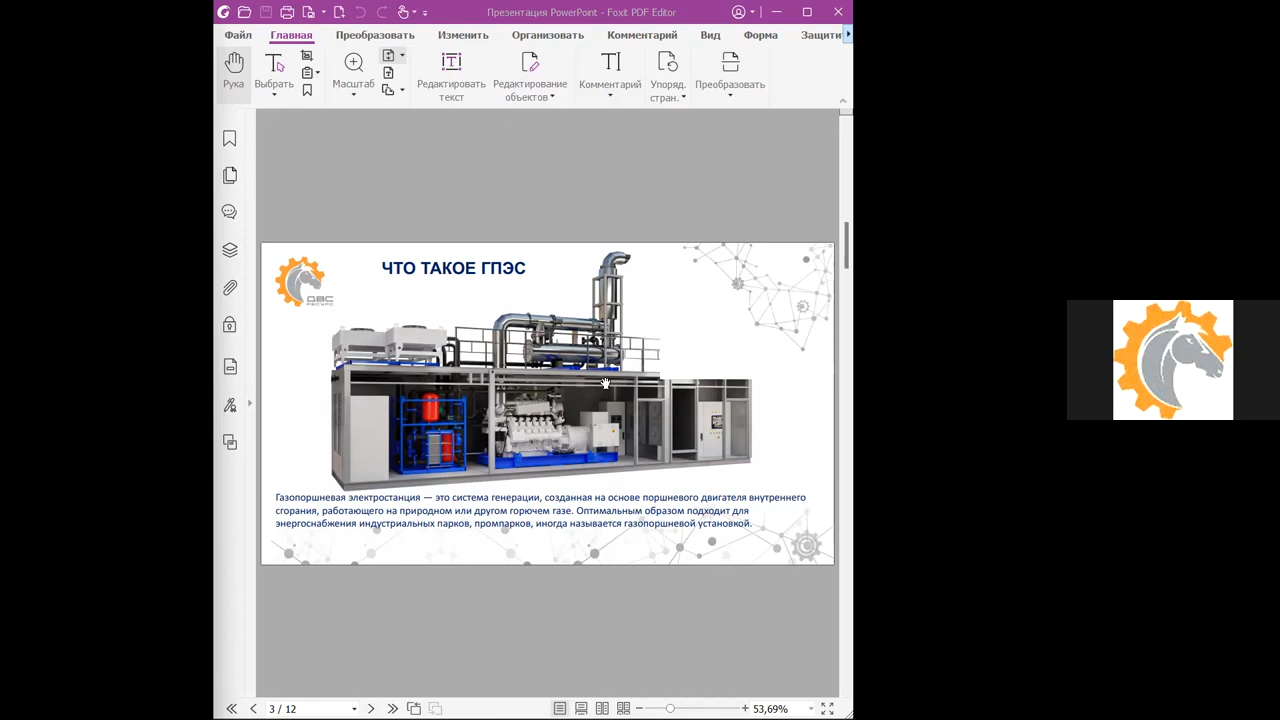 Презентация PowerPoint - Foxit PDF Editor
Файл Главная Преобразовать Изменить Организовать Комментарий Вид Форма Защити
Рука
Выбрать
Масштаб
Редактировать
текст
Редактирование
объектов
Комментарий
Упоряд.
стран.
Преобразовать
ЧТО ТАКОЕ ГПЭС
ДВС
РЕСУРС
Газопоршневая электростанция — это система генерации, созданная на основе поршневого двигателя внутреннего
сгорания, работающего на природном или другом горючем газе. Оптимальным образом подходит для
энергоснабжения индустриальных парков, промпарков, иногда называется газопоршневой установкой.
3 / 12
53,69%